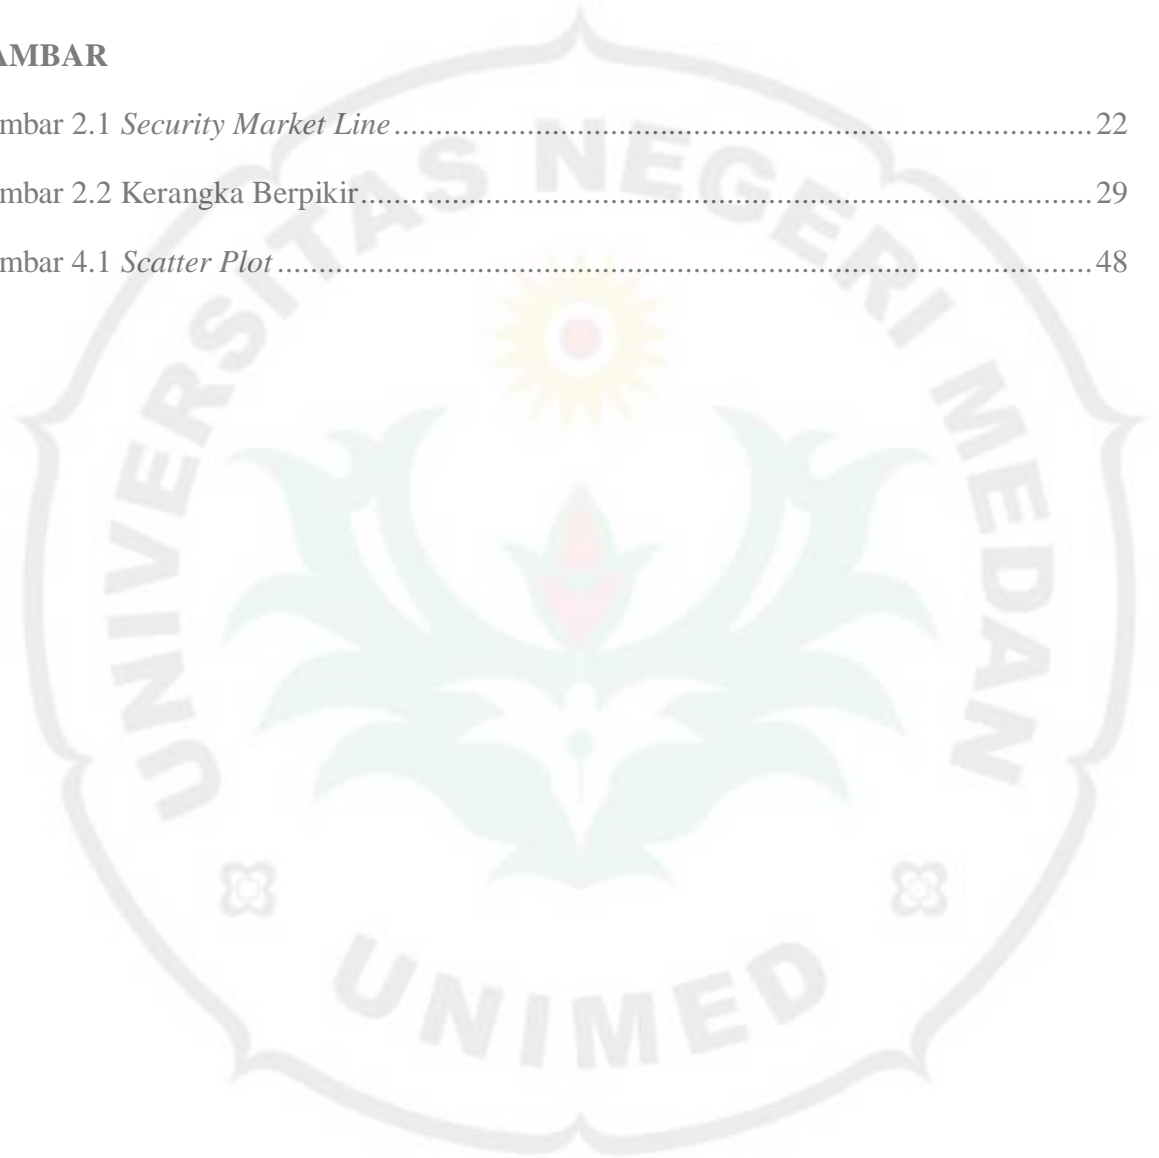 AMBAR
mbar 2.1 Security Market Line........................................................................................22
mbar 2.2 Kerangka Berpikir............................................................................................29
mbar 4.1 Scatter Plot.......................................................................................................48
UNIVERSITAS NEGERI MEDAN
UNIMED